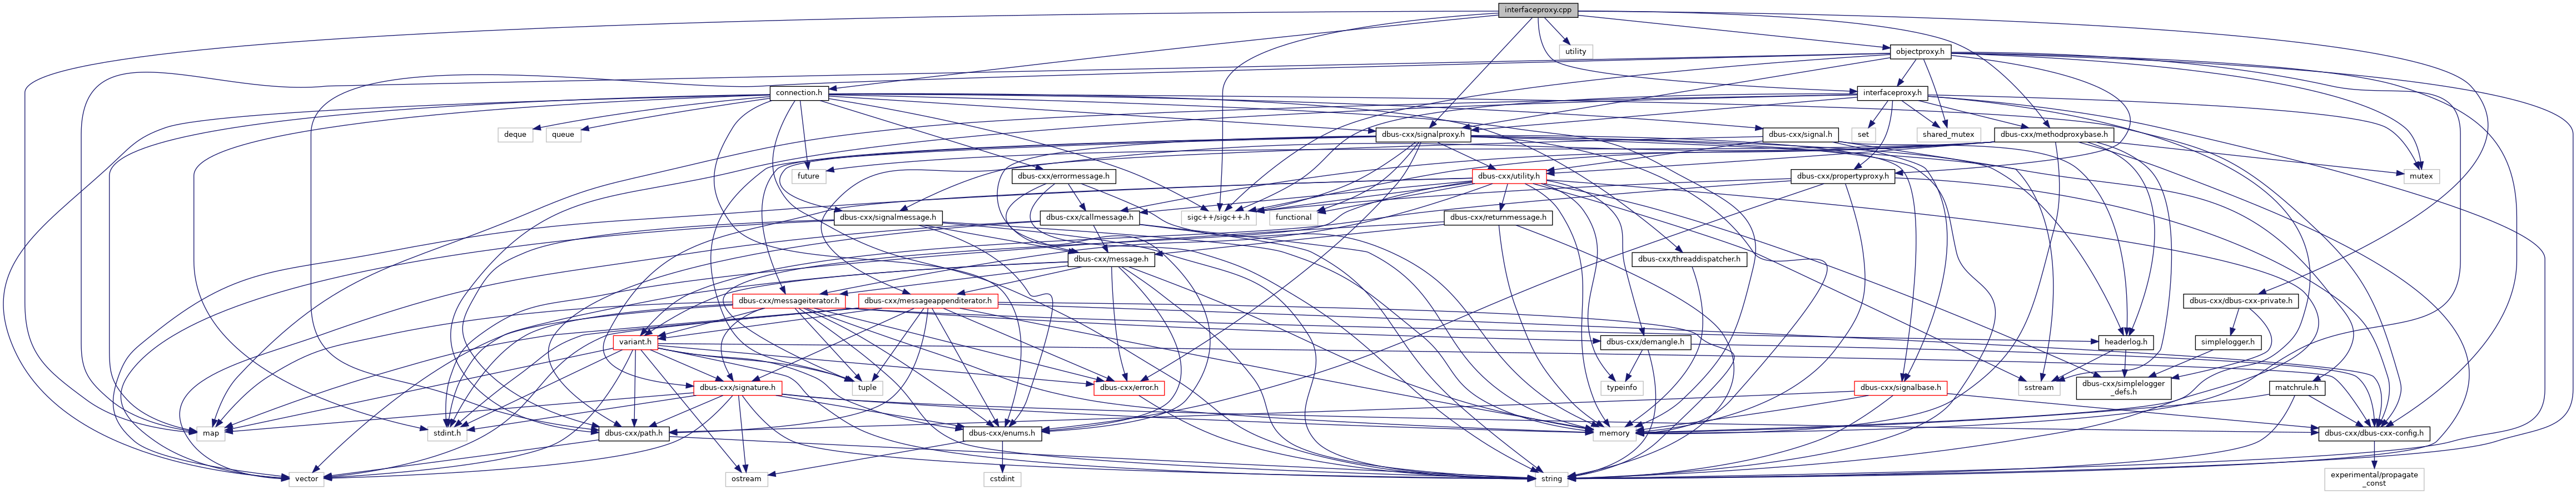 interfaceproxy.cpp
utility
objectproxy.h
connection.h
interfaceproxy.h
deque
queue
dbus-cxx/signalproxy.h
dbus-cxx/signal.h
set
shared_mutex
dbus-cxx/methodproxybase.h
future
dbus-cxx/errormessage.h
dbus-cxx/utility.h
dbus-cxx/propertyproxy.h
mutex
dbus-cxx/signalmessage.h
dbus-cxx/callmessage.h
sigc++/sigc++.h
functional
dbus-cxx/returnmessage.h
dbus-cxx/message.h
dbus-cxx/threaddispatcher.h
dbus-cxx/messageiterator.h
dbus-cxx/messageappenditerator.h
dbus-cxx/dbus-cxx-private.h
variant.h
dbus-cxx/demangle.h
headerlog.h
simplelogger.h
dbus-cxx/signature.h
tuple
dbus-cxx/error.h
typeinfo
dbus-cxx/signalbase.h
sstream
dbus-cxx/simplelogger
_defs.h
matchrule.h
map
stdint.h
dbus-cxx/path.h
dbus-cxx/enums.h
memory
dbus-cxx/dbus-cxx-config.h
vector
ostream
cstdint
string
experimental/propagate
_const